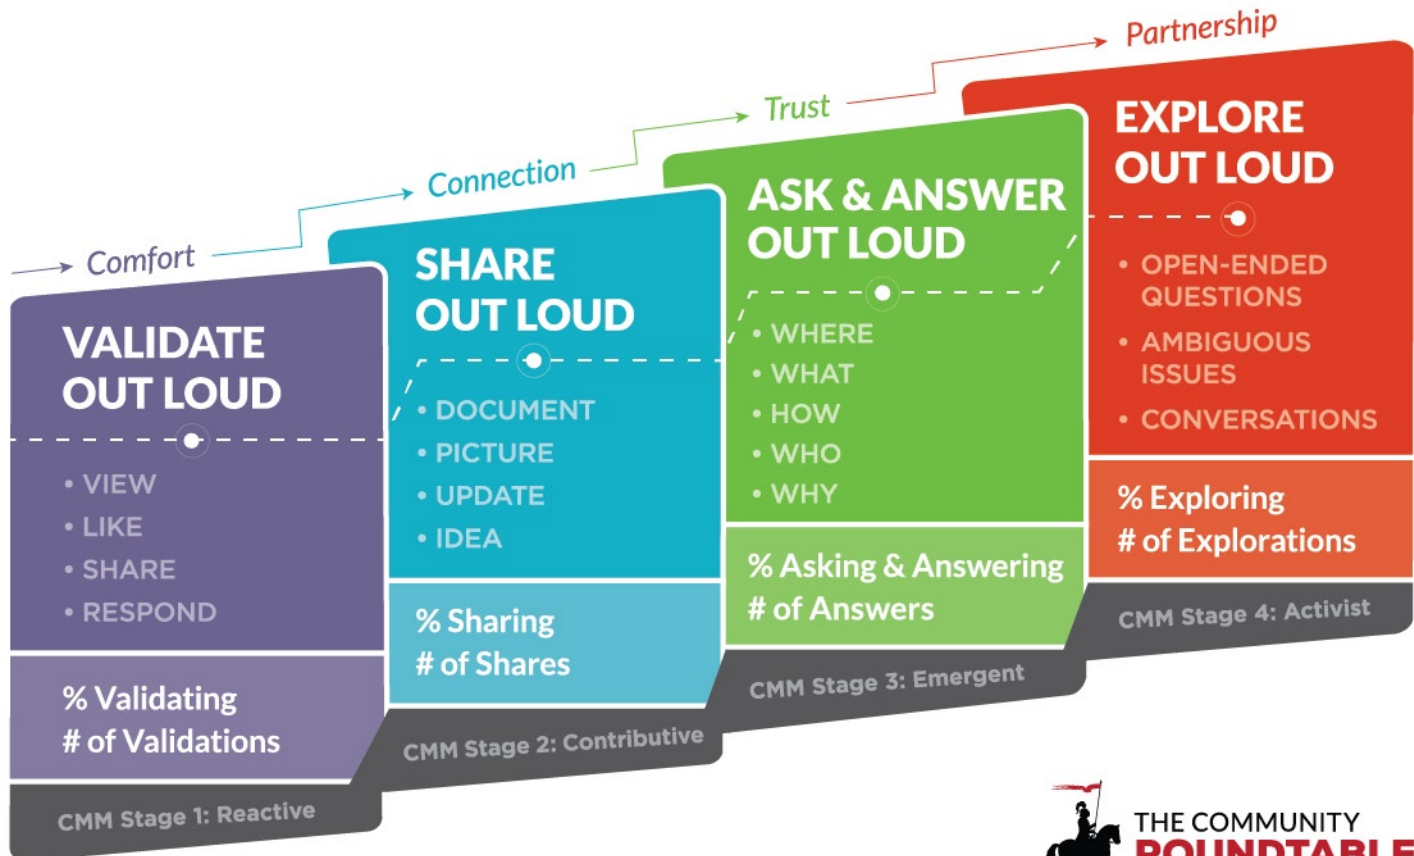 Comfort
VALIDATE
OUT LOUD
• VIEW
• LIKE
• SHARE
• RESPOND
% Validating
# of Validations
CMM Stage 1: Reactive
Connection
SHARE
OUT LOUD
• DOCUMENT
• PICTURE
• UPDATE
• IDEA
% Sharing
# of Shares
CMM Stage 2: Contributive
Trust
ASK & ANSWER
OUT LOUD
• WHERE
• WHAT
• HOW
• WHO
• WHY
% Asking & Answering
# of Answers
CMM Stage 3: Emergent
Partnership
EXPLORE
OUT LOUD
• OPEN-ENDED
QUESTIONS
• AMBIGUOUS
ISSUES
• CONVERSATIONS
% Exploring
# of Explorations
CMM Stage 4: Activist
THE COMMUNITY
ROUNDTABLE